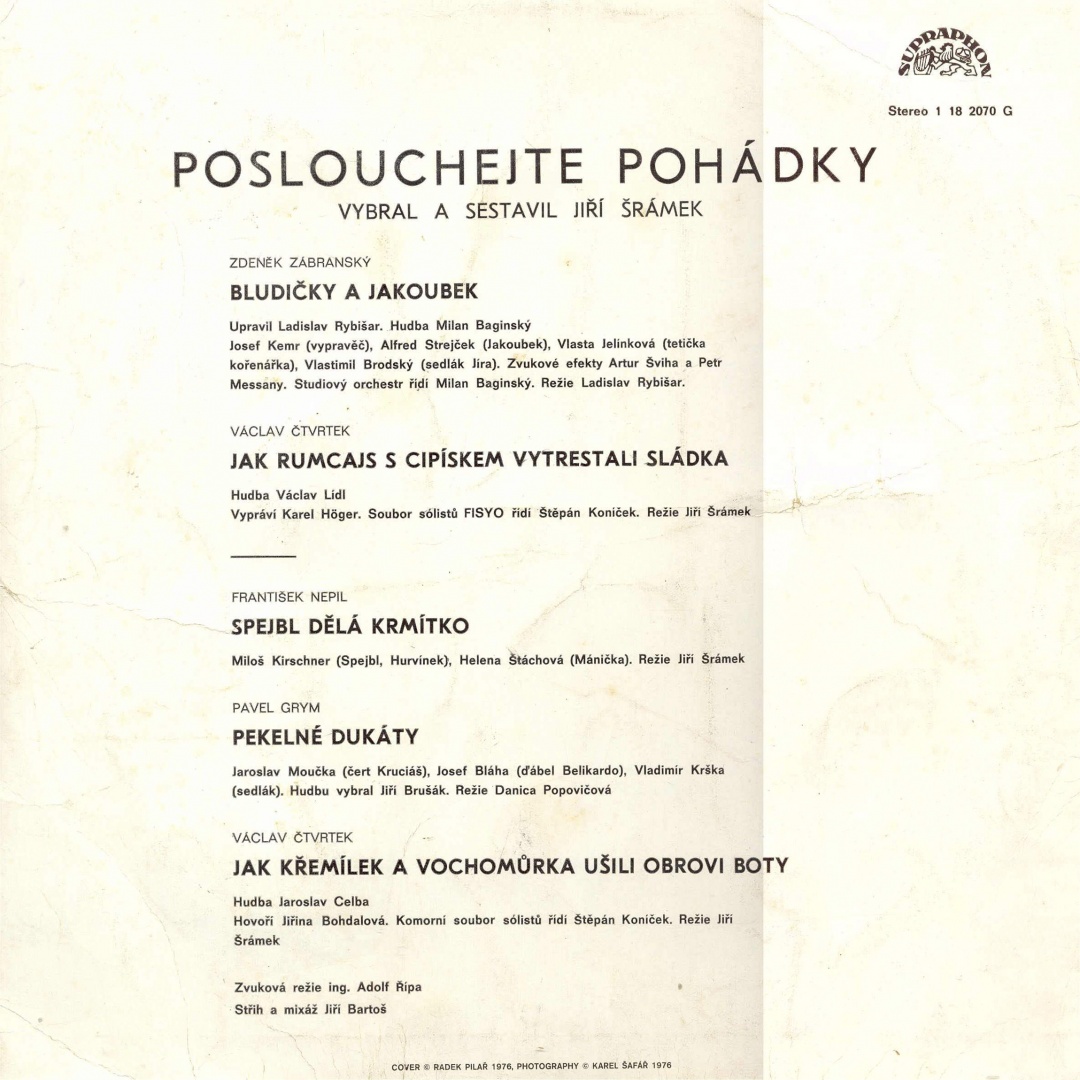 SUPRAPHON
Stereo 1 18 2070 G
POSLOUCHEJTE POHÁDKY
VYBRAL A SESTAVIL JIŘÍ ŠRÁMEK
ZDENĚK ZÁBRANSKÝ
BLUDIČKY A JAKOUBEK
Upravil Ladislav Rybišar. Hudba Milan Baginský
Josef Kemr (vypravěč), Alfred Strejček (Jakoubek), Vlasta Jelínková (tetička
kořenářka), Vlastimil Brodský (sedlák Jíra). Zvukové efekty Artur Šviha a Petr
Messany. Studiový orchestr řídí Milan Baginský. Režie Ladislav Rybišar.
VÁCLAV ČTVRTEK
JAK RUMCAJS S CIPÍSKEM VYTRESTALI SLÁDKA
Hudba Václav Lídl
Vypráví Karel Höger. Soubor sólistů FISYO řídí Štěpán Koníček. Režie Jiří Šrámek
FRANTIŠEK NEPIL
SPEJBL DĚLÁ KRMÍTKO
Miloš Kirschner (Spejbl, Hurvínek), Helena Štáchová (Mánička). Režie Jiří Šrámek
PAVEL GRYM
PEKELNÉ DUKÁTY
Jaroslav Moučka (čert Kruciáš), Josef Bláha (ďábel Belikardo), Vladimír Krška
(sedlák). Hudbu vybral Jiří Brušák. Režie Danica Popovičová
VÁCLAV ČTVRTEK
JAK KŘEMÍLEK A VOCHOMŮRKA UŠILI OBROVI BOTY
Hudba Jaroslav Celba
Hovoří Jiřina Bohdalová. Komorní soubor sólistů řídí Štěpán Koníček. Režie Jiří
Šrámek
Zvuková režie ing. Adolf Řípa
Střih a mixáž Jiří Bartoš
COVER © RADEK PILAŘ 1976, PHOTOGRAPHY © KAREL ŠAFÁŘ 1976